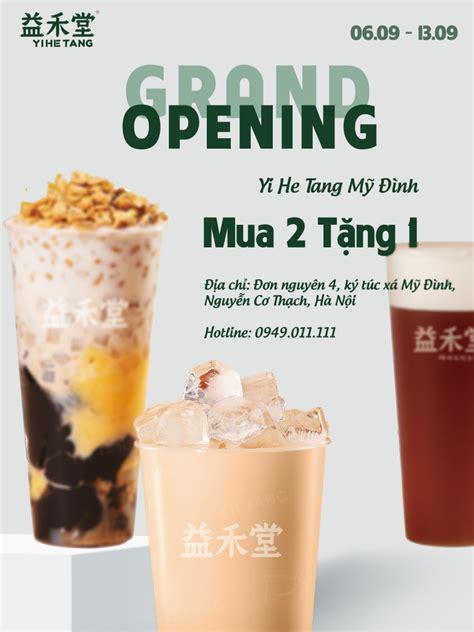 益禾堂
YIHETANG
06.09 - 13.09
GRAND
OPENING
Yi He Tang Mỹ Đình
Mua 2 Tặng 1
Địa chỉ: Đơn nguyên 4, ký túc xá Mỹ Đình,
Nguyễn Cơ Thạch, Hà Nội
Hotline: 0949.011.111
益禾堂
益禾堂
YIHE TANG
益禾堂